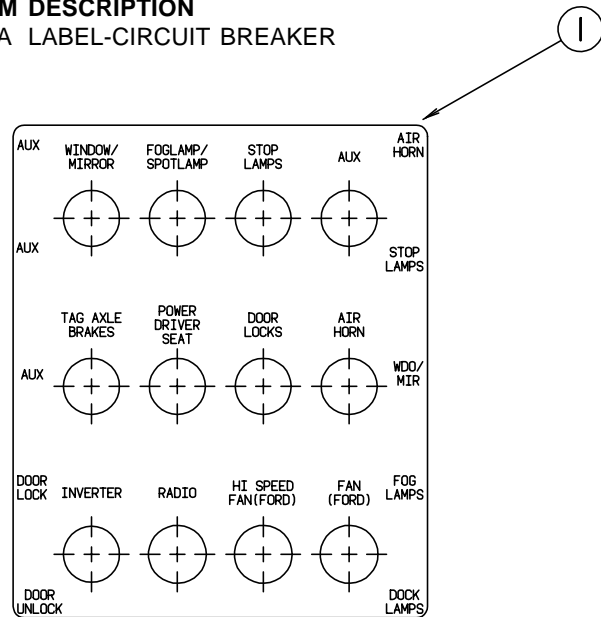 M DESCRIPTION
A LABEL-CIRCUIT BREAKER
1
AUX
WINDOW/
MIRROR
FOGLAMP/
SPOTLAMP
STOP
LAMPS
AUX
AIR
HORN
AUX
STOP
LAMPS
TAG AXLE
BRAKES
POWER
DRIVER
SEAT
DOOR
LOCKS
AIR
HORN
AUX
WDO/
MIR
DOOR
LOCK
INVERTER
RADIO
HI SPEED
FAN(FORD)
FAN
(FORD)
FOG
LAMPS
DOOR
UNLOCK
DOCK
LAMPS